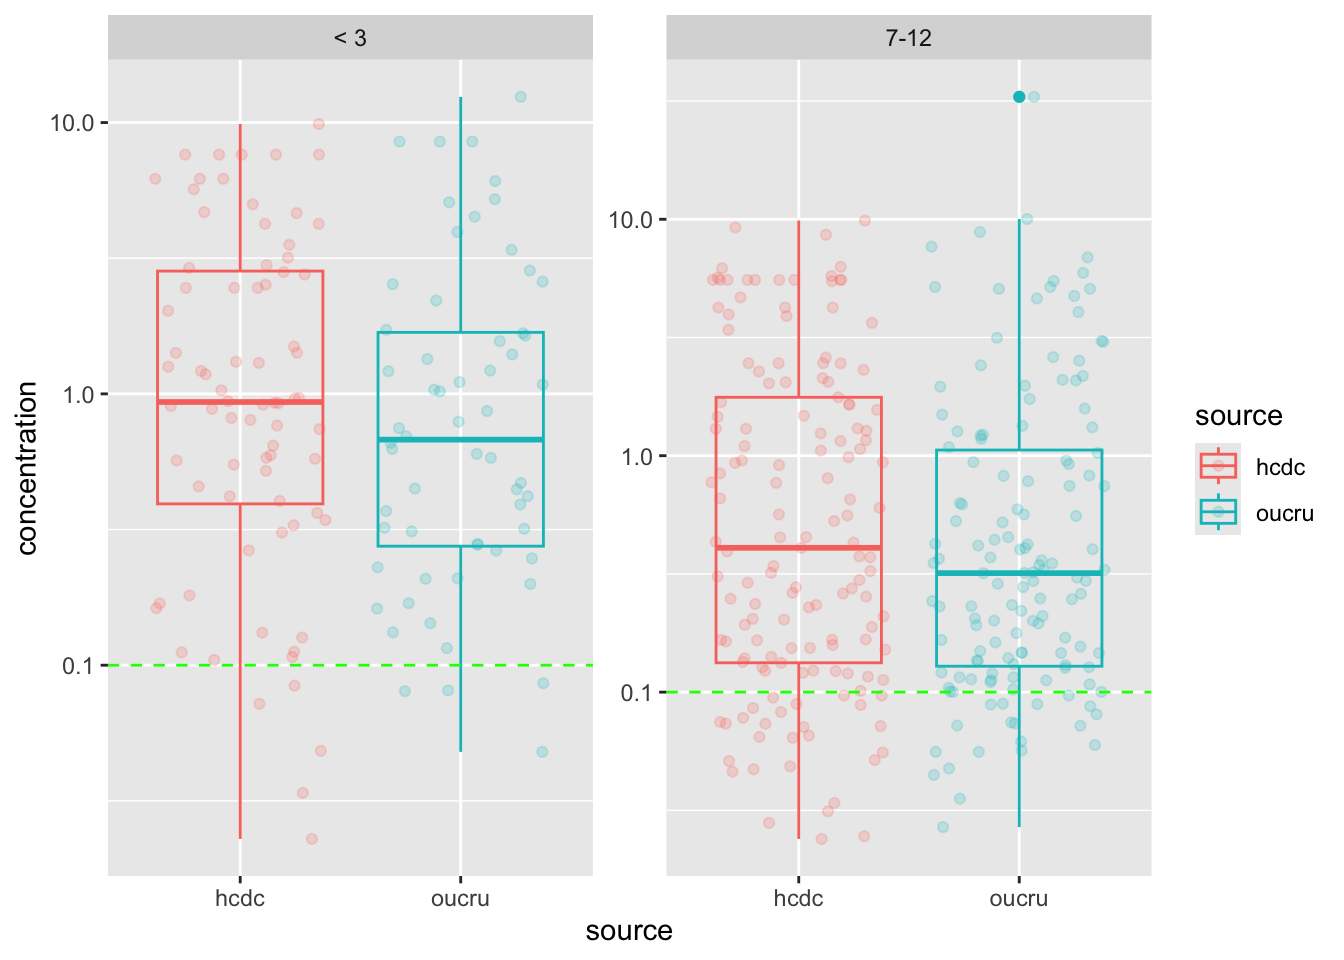 < 3
7-12
concentration
10.0
1.0
0.1
10.0
1.0
0.1
hcdc
oucru
hcdc
oucru
source
source
hcdc
oucru